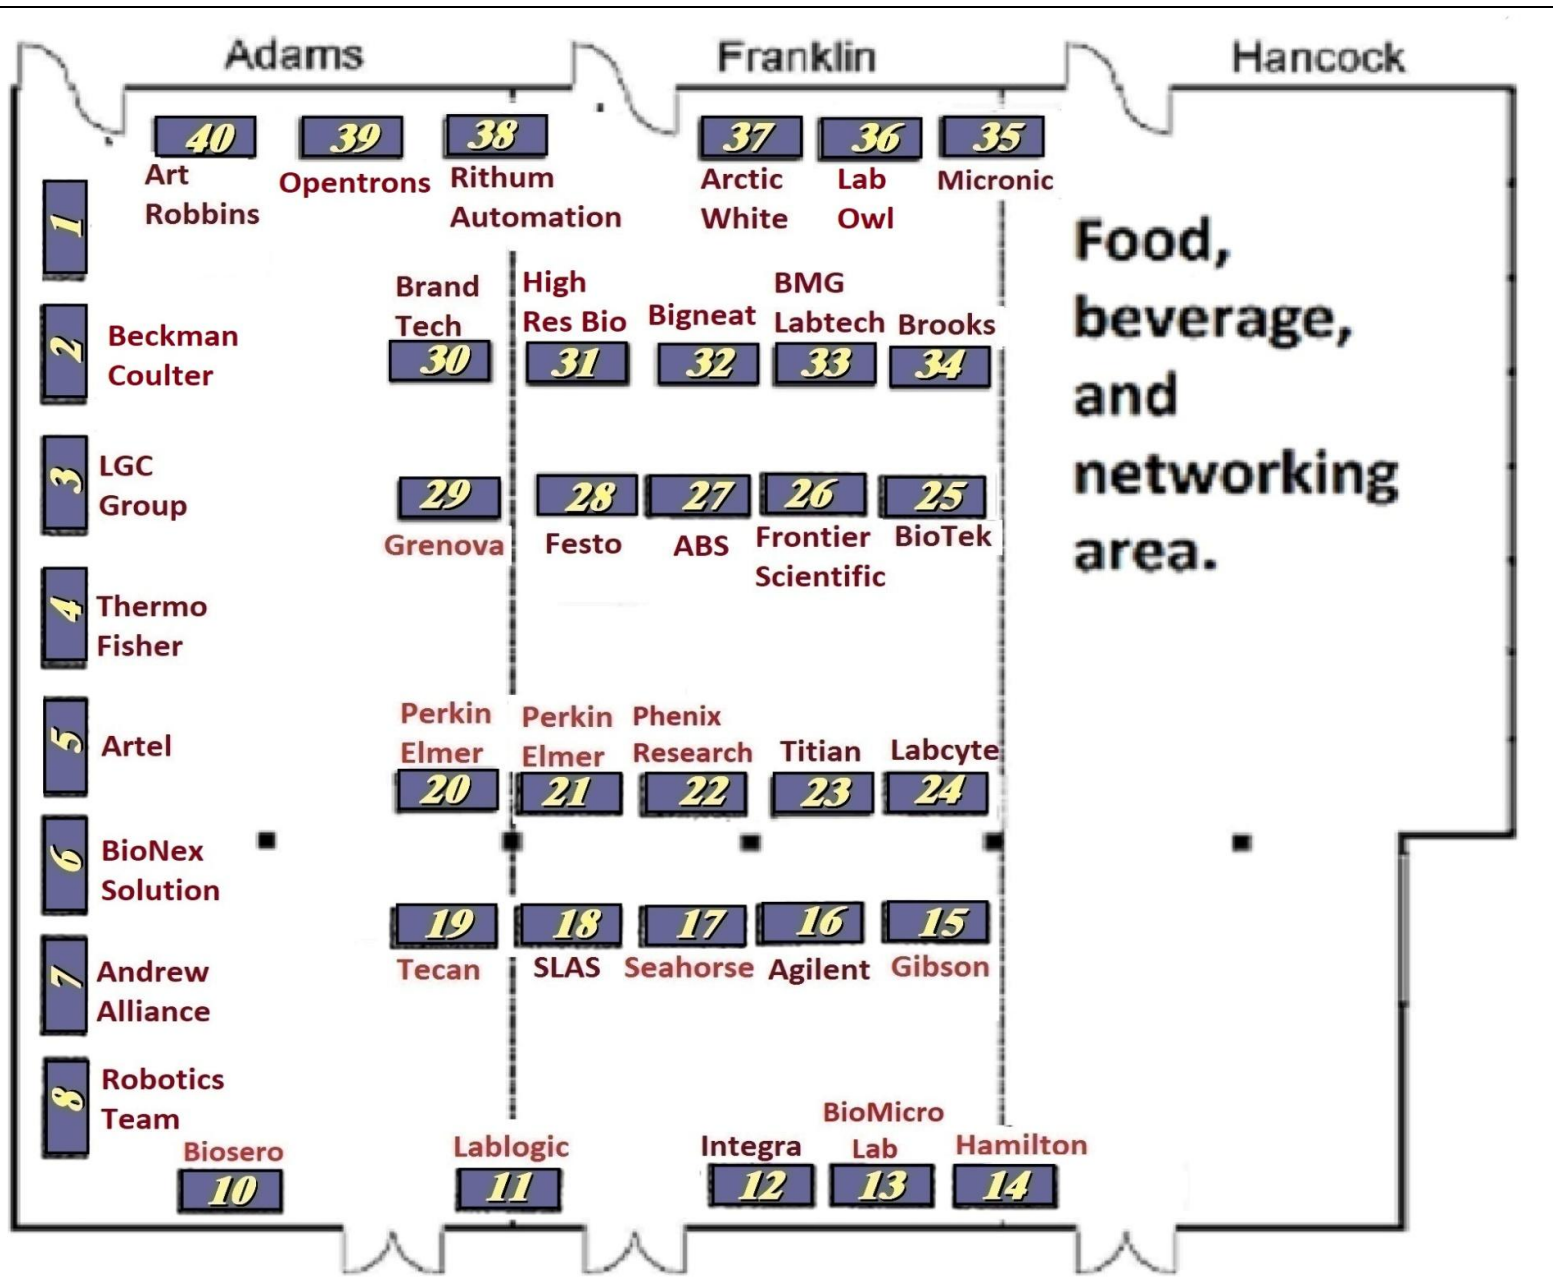 Adams
Franklin
Hancock
40
39
38
37
36
35
Art
Robbins
Opentrons
Rithum
Automation
Arctic
White
Lab
Owl
Micronic
1
Food,
beverage,
and
networking
area.
Brand
Tech
High
Res Bio
Bigneat
BMG
Labtech
Brooks
2
Beckman
Coulter
30
31
32
33
34
3
LGC
Group
29
28
27
26
25
Grenova
Festo
ABS
Frontier
Scientific
BioTek
4
Thermo
Fisher
5
Artel
Perkin
Elmer
Perkin
Elmer
Phenix
Research
Titian
Labcyte
20
21
22
23
24
6
BioNex
Solution
19
18
17
16
15
Tecan
SLAS
Seahorse
Agilent
Gibson
7
Andrew
Alliance
8
Robotics
Team
Biosero
Lablogic
Integra
BioMicro
Lab
Hamilton
10
11
12
13
14